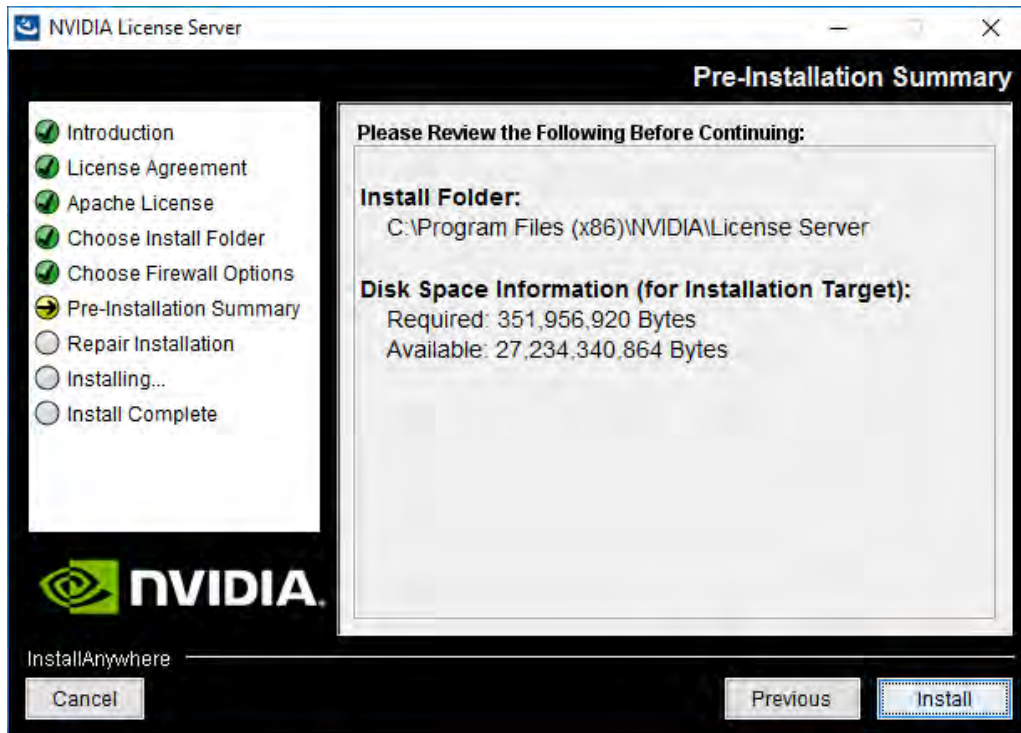 NVIDIA License Server
Pre-Installation Summary
Introduction
License Agreement
Apache License
Choose Install Folder
Choose Firewall Options
Pre-Installation Summary
Repair Installation
Installing...
Install Complete
Please Review the Following Before Continuing:
Install Folder:
C:\Program Files (x86)\NVIDIA\License Server
Disk Space Information (for Installation Target):
Required: 351,956,920 Bytes
Available: 27,234,340,864 Bytes
NVIDIA.
InstallAnywhere
Cancel
Previous
Install